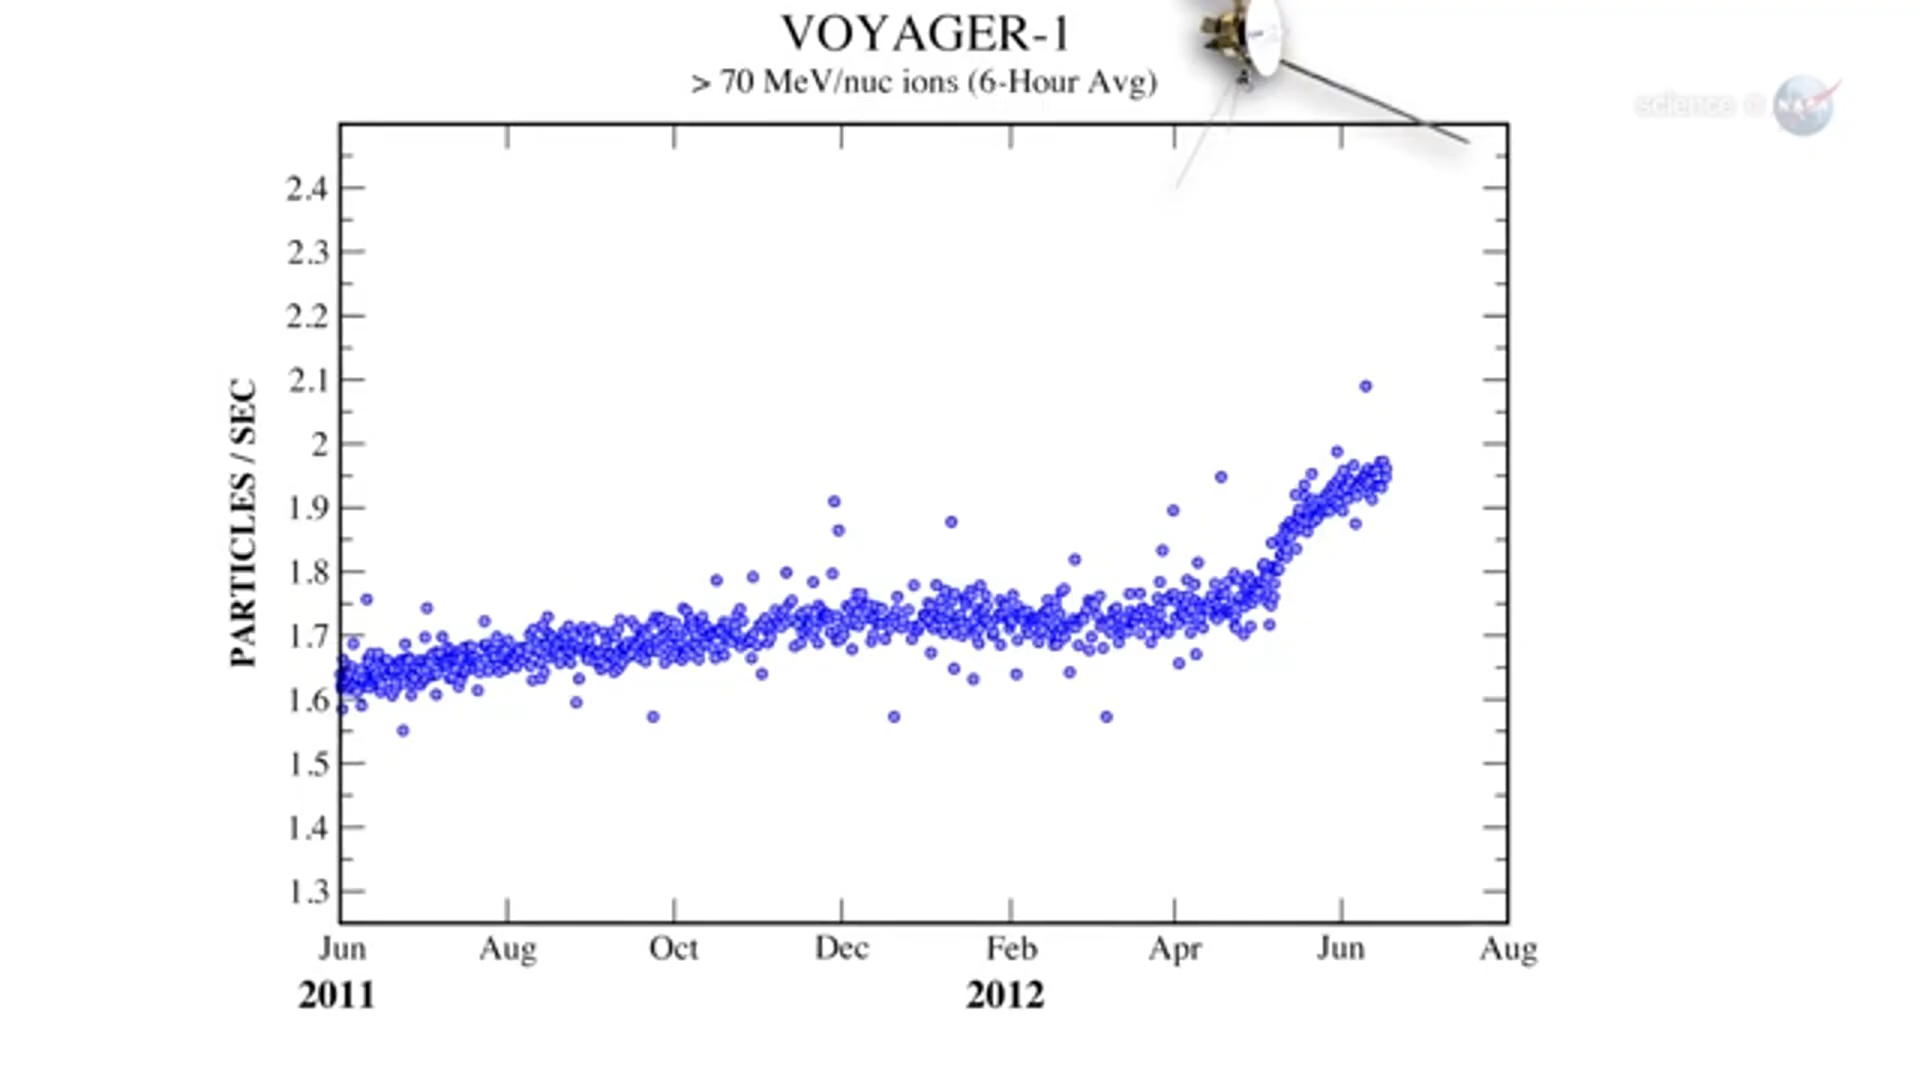 VOYAGER-1
> 70 MeV/nuc ions (6-Hour Avg)
science @ NASA
PARTICLES / SEC
2.4
2.3
2.2
2.1
2
1.9
1.8
1.7
1.6
1.5
1.4
1.3
Jun Aug Oct Dec Feb Apr Jun Aug
2011 2012